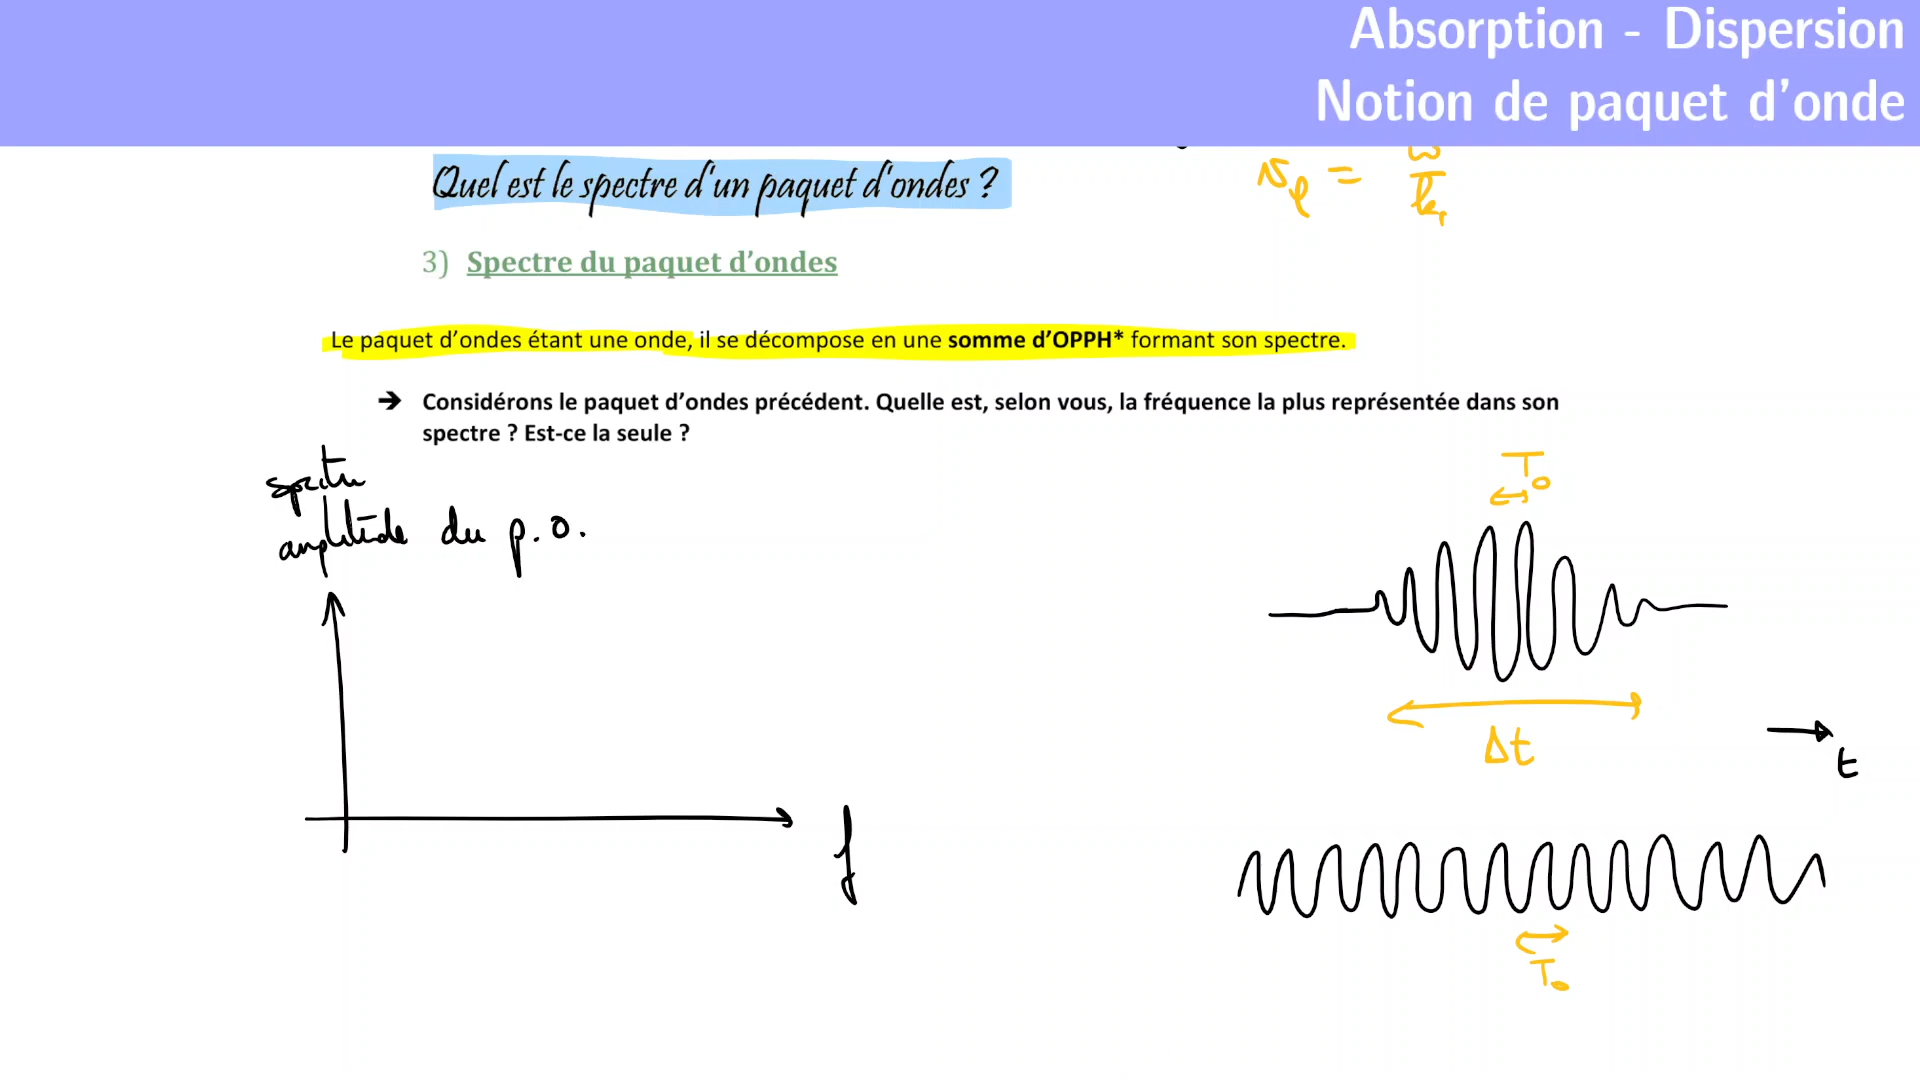 Absorption - Dispersion
Notion de paquet d'onde
Quel est le spectre d'un paquet d'ondes ?
v_φ = ω/k₁
3) Spectre du paquet d'ondes
Le paquet d'ondes étant une onde, il se décompose en une somme d'OPPH* formant son spectre.
➔ Considérons le paquet d'ondes précédent. Quelle est, selon vous, la fréquence la plus représentée dans son
spectre ? Est-ce la seule ?
spectre
amplitude du p.o.
T₀
Δt
t
f
T₀